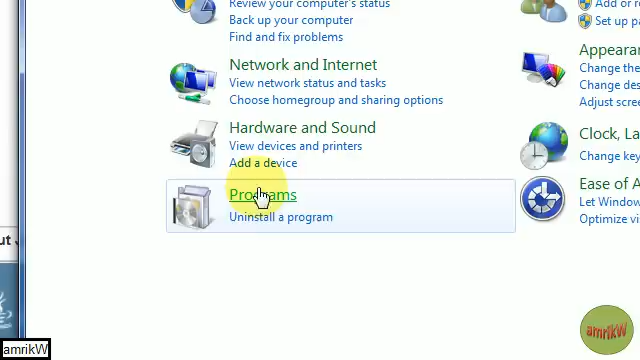 Review your computer's status
Back up your computer
Find and fix problems
Network and Internet
View network status and tasks
Choose homegroup and sharing options
Hardware and Sound
View devices and printers
Add a device
Programs
Uninstall a program
Add or r
Set up pa
Appearan
Change the
Change des
Adjust scree
Clock, La
Change key
Ease of A
Let Window
Optimize vis
ut
amrikW
amrikW